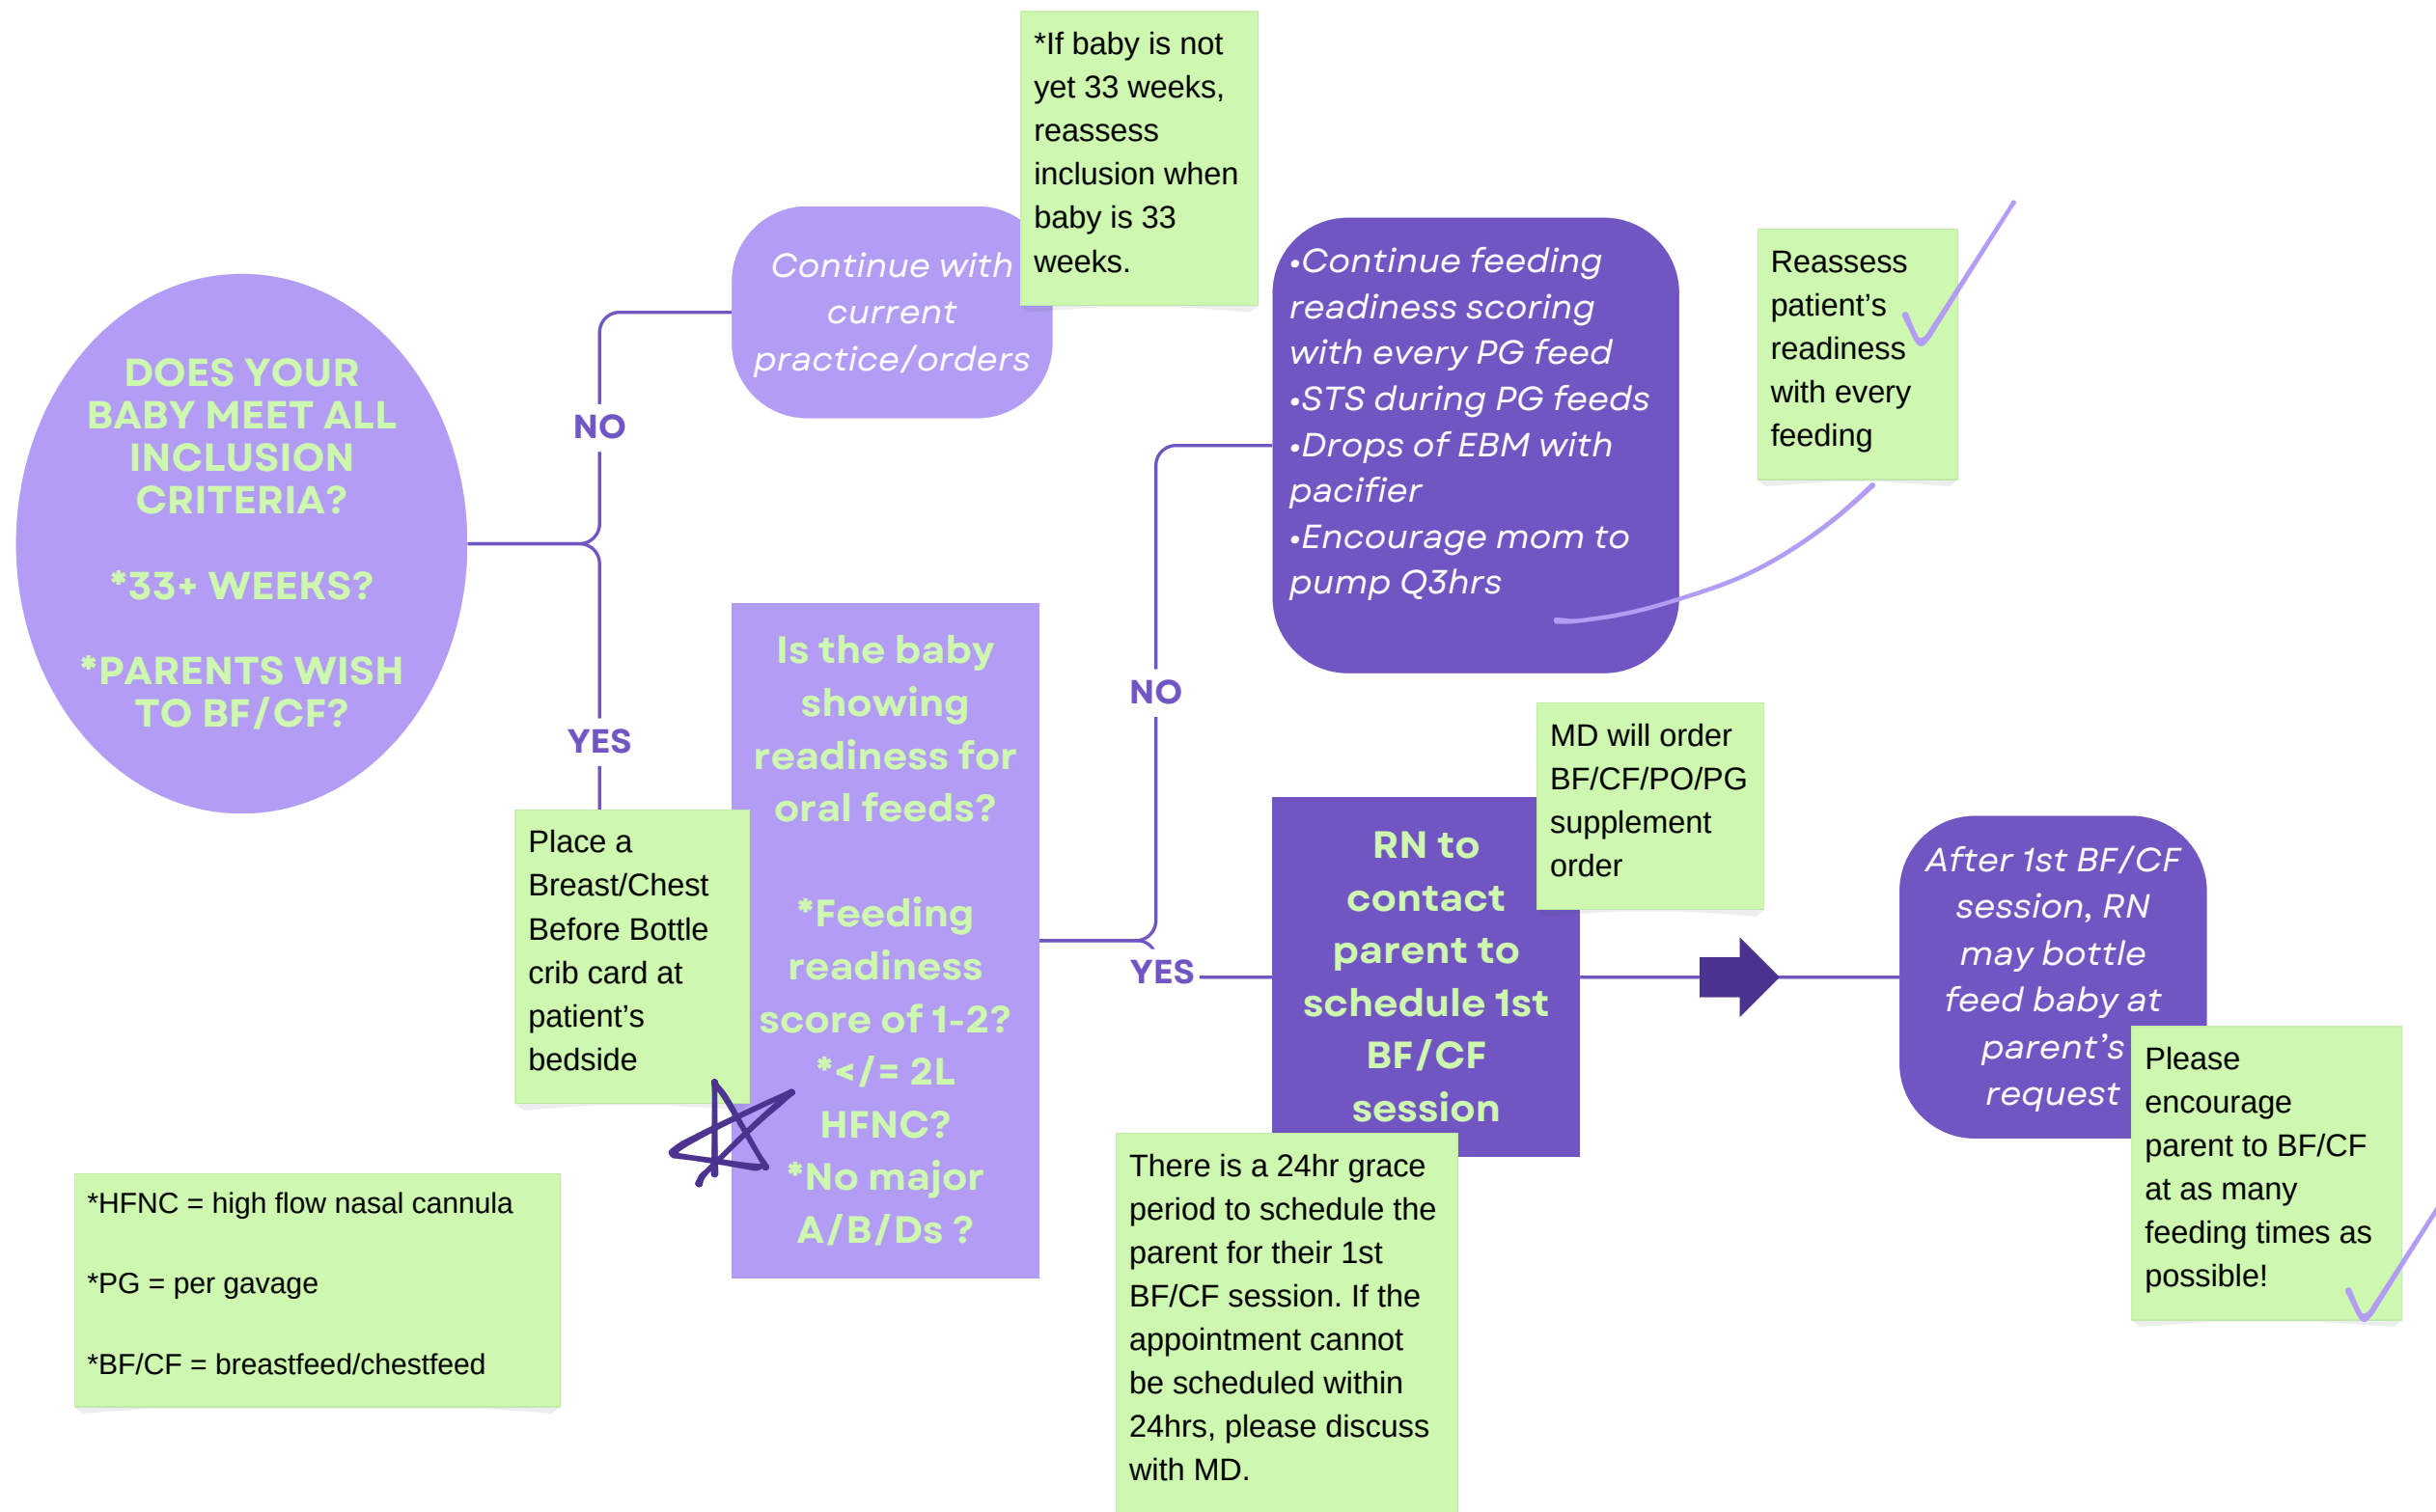 DOES YOUR
BABY MEET ALL
INCLUSION
CRITERIA?
*33+ WEEKS?
*PARENTS WISH
TO BF/CF?
NO
Continue with
current
practice/orders
*If baby is not
yet 33 weeks,
reassess
inclusion when
baby is 33
weeks.
YES
Place a
Breast/Chest
Before Bottle
crib card at
patient’s
bedside
Is the baby
showing
readiness for
oral feeds?
*Feeding
readiness
score of 1-2?
*</= 2L
HFNC?
*No major
A/B/Ds ?
NO
•Continue feeding
readiness scoring
with every PG feed
•STS during PG feeds
•Drops of EBM with
pacifier
•Encourage mom to
pump Q3hrs
Reassess
patient’s
readiness
with every
feeding
YES
RN to
contact
parent to
schedule 1st
BF/CF
session
MD will order
BF/CF/PO/PG
supplement
order
There is a 24hr grace
period to schedule the
parent for their 1st
BF/CF session. If the
appointment cannot
be scheduled within
24hrs, please discuss
with MD.
After 1st BF/CF
session, RN
may bottle
feed baby at
parent’s
request
Please
encourage
parent to BF/CF
at as many
feeding times as
possible!
*HFNC = high flow nasal cannula
*PG = per gavage
*BF/CF = breastfeed/chestfeed